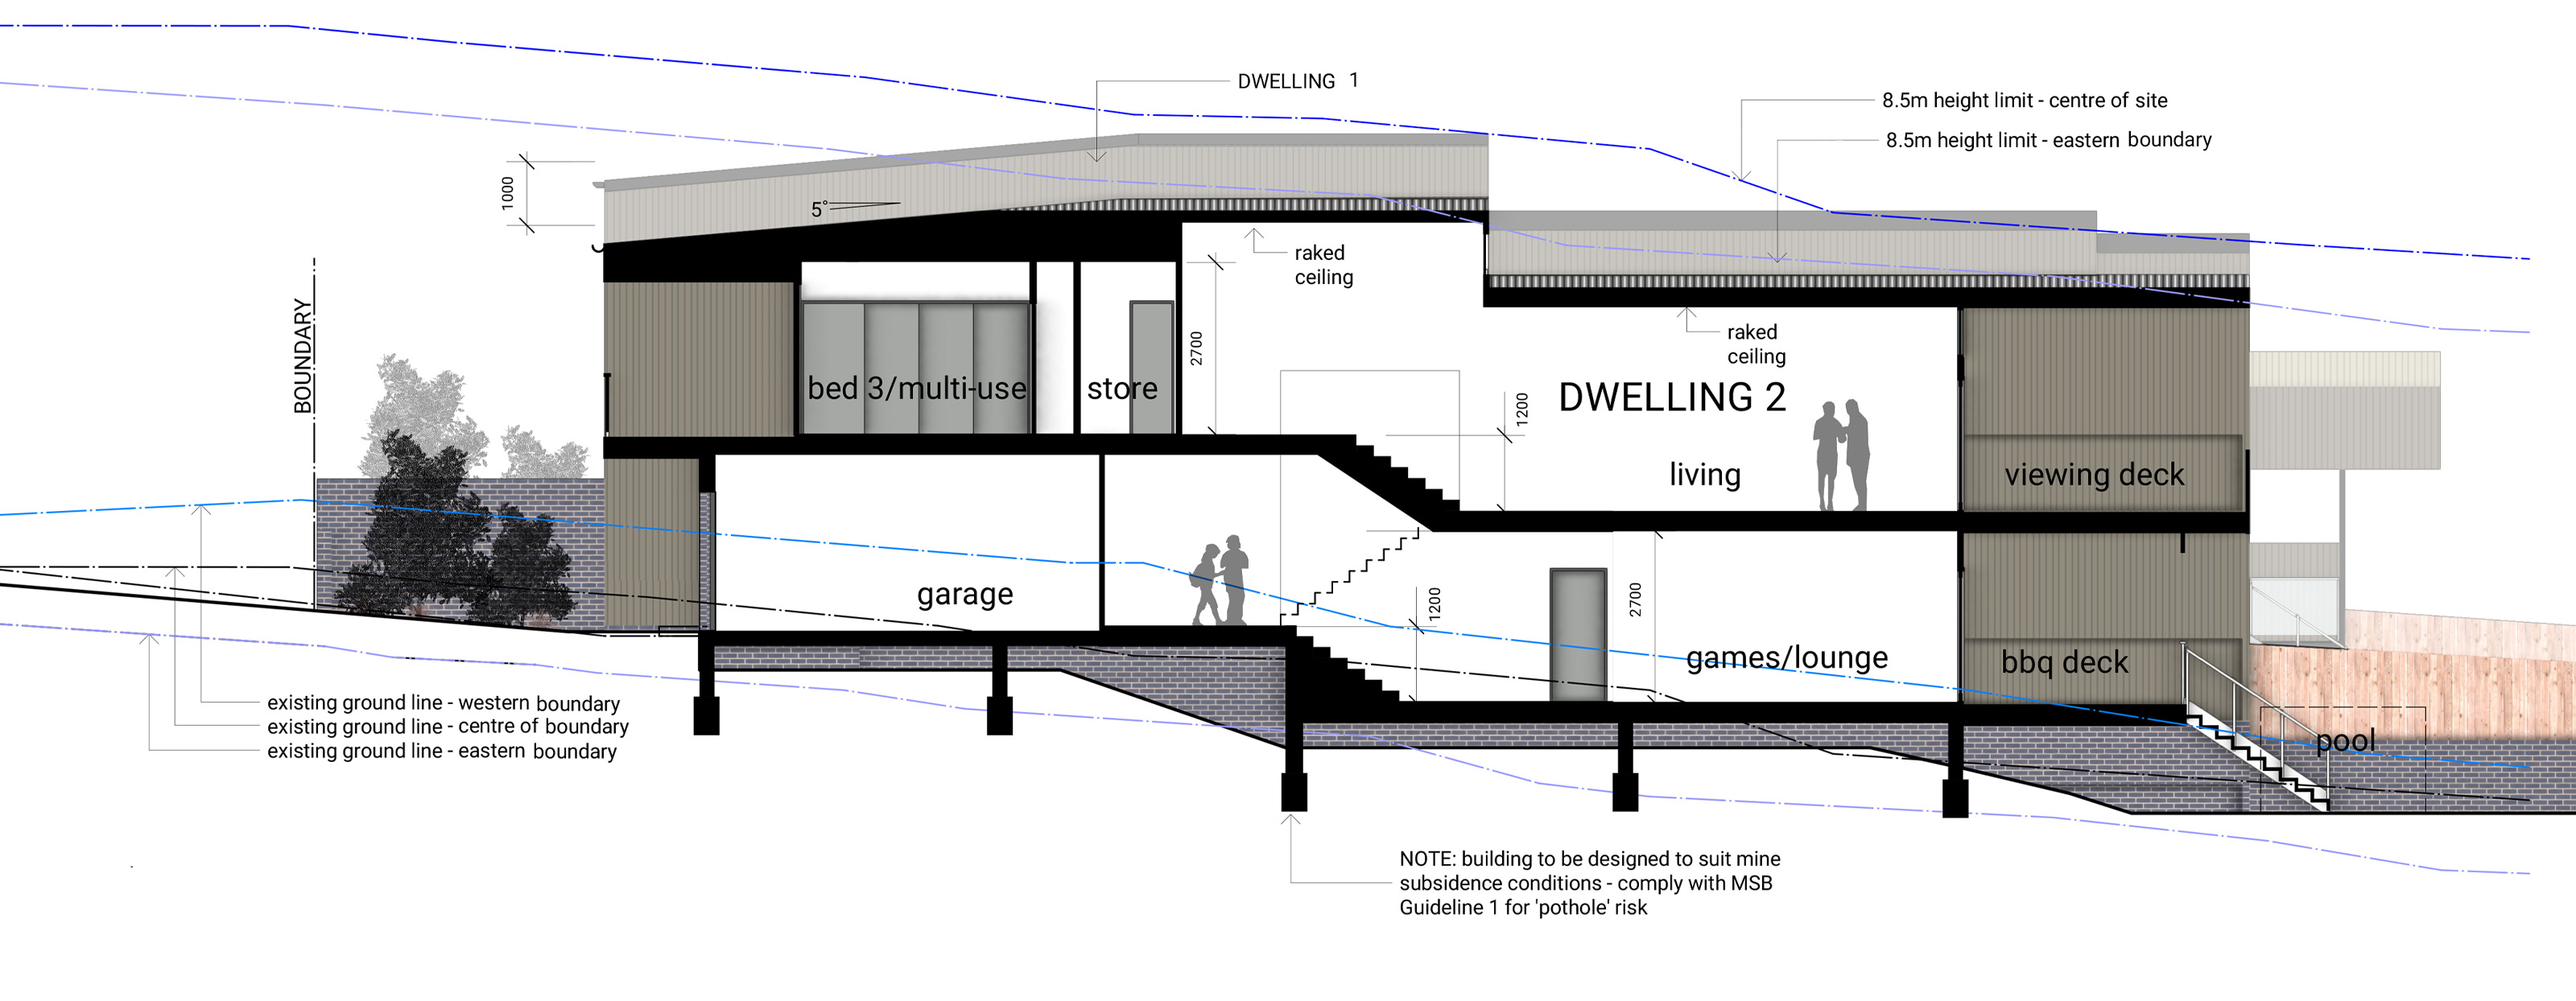 DWELLING 1
8.5m height limit - centre of site
8.5m height limit - eastern boundary
1000
5°
raked
ceiling
BOUNDARY
2700
raked
ceiling
bed 3/multi-use
store
DWELLING 2
1200
living
viewing deck
garage
1200
2700
games/lounge
bbq deck
existing ground line - western boundary
existing ground line - centre of boundary
existing ground line - eastern boundary
pool
NOTE: building to be designed to suit mine
subsidence conditions - comply with MSB
Guideline 1 for 'pothole' risk